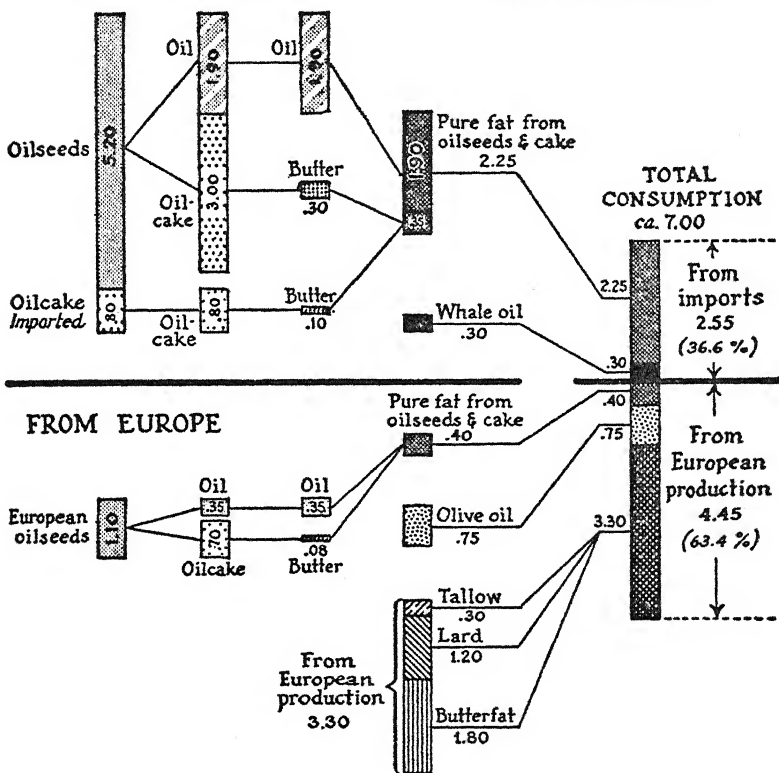 Oil
Oil
1.90
1.90
Oilseeds
5.20
3.00
Oil-
cake
Butter
.30
1.90
.35
Pure fat from
oilseeds & cake
2.25
TOTAL
CONSUMPTION
ca. 7.00
Oilcake
Imported
.80
Oil-
cake
.80
Butter
.10
Whale oil
.30
2.25
.30
From
imports
2.55
(36.6 %)
FROM EUROPE
Pure fat from
oilseeds & cake
.40
.40
.75
3.30
From
European
production
4.45
(63.4 %)
European
oilseeds
1.10
Oil
.35
Oil
.35
.70
Oilcake
.08
Butter
Olive oil
.75
From
European
production
3.30
Tallow
.30
Lard
1.20
Butterfat
1.80